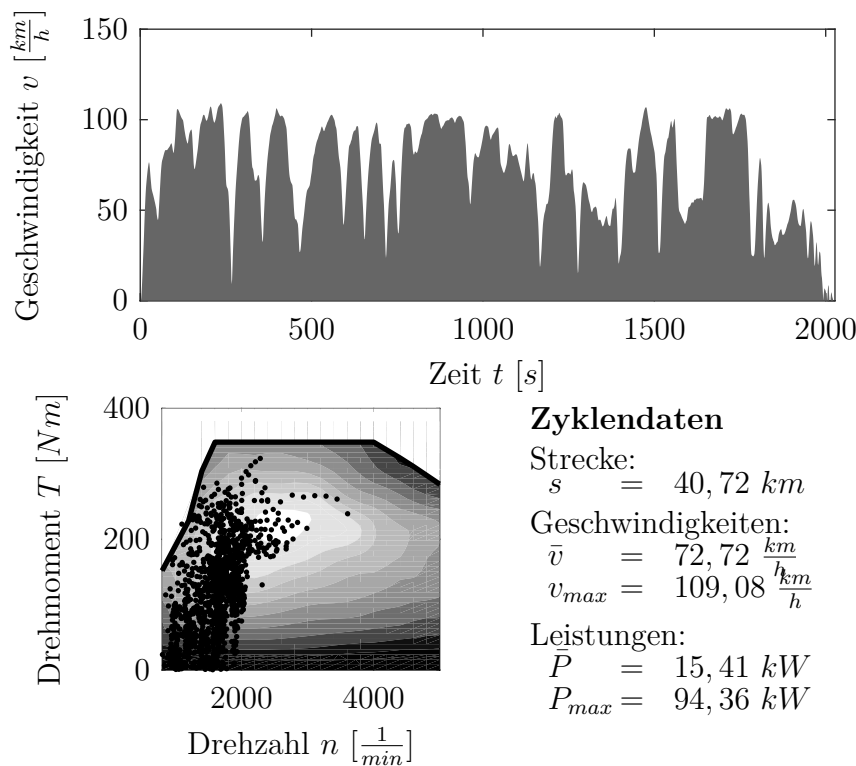 Geschwindigkeit v [km/h]
150
100
50
0
0 500 1000 1500 2000
Zeit t [s]
Drehmoment T [Nm]
400
200
0
2000 4000
Drehzahl n [1/min]
Zyklendaten
Strecke:
s = 40,72 km
Geschwindigkeiten:
v̄ = 72,72 km/h
v_max = 109,08 km/h
Leistungen:
P̄ = 15,41 kW
P_max = 94,36 kW